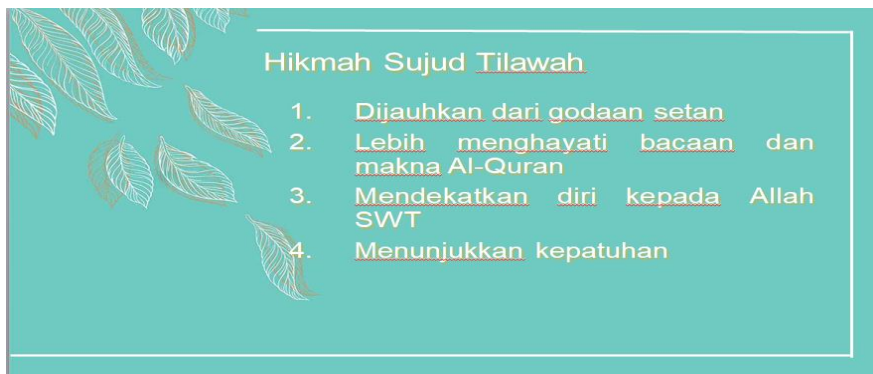 Hikmah Sujud Tilawah
1. Dijauhkan dari godaan setan
2. Lebih menghayati bacaan dan
makna Al-Quran
3. Mendekatkan diri kepada Allah
SWT
4. Menunjukkan kepatuhan